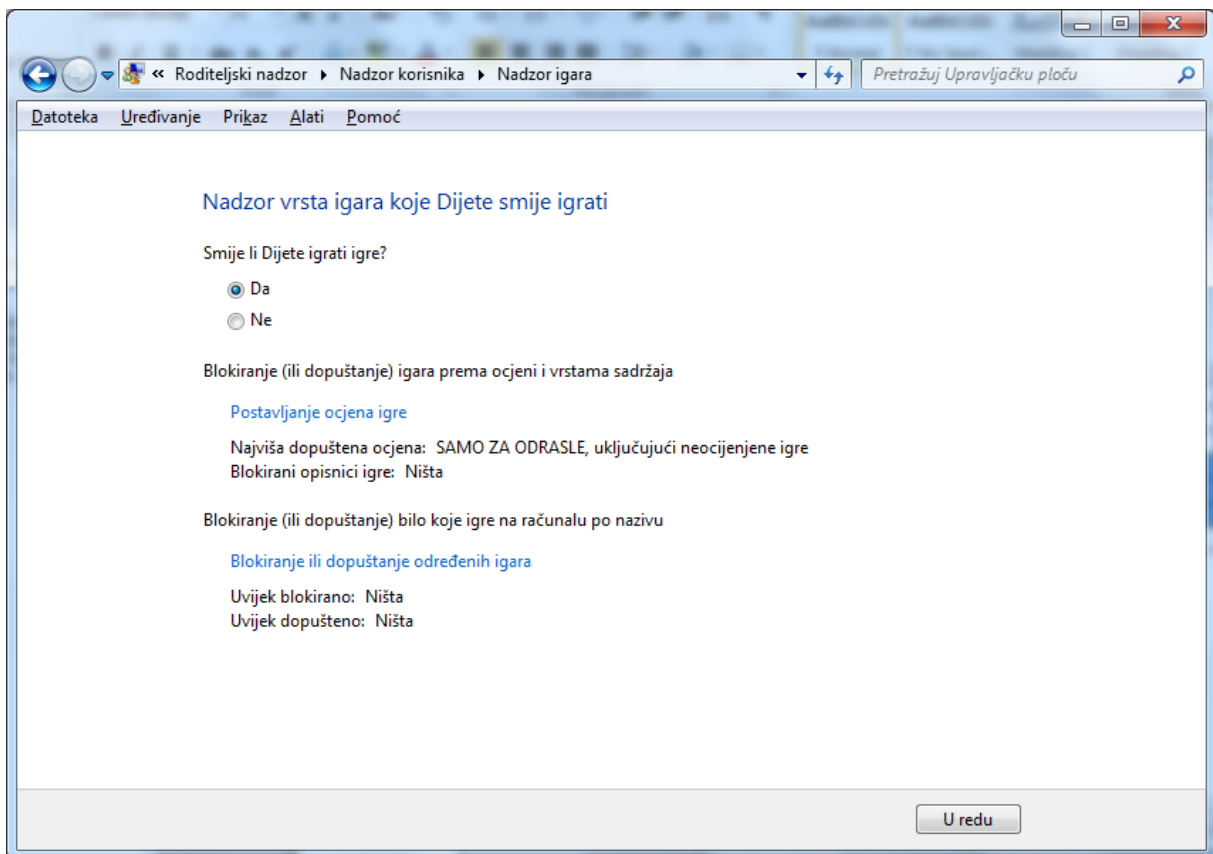 « Roditeljski nadzor ▸ Nadzor korisnika ▸ Nadzor igara
Pretražuj Upravljačku ploču
Datoteka Uređivanje Prikaz Alati Pomoć
Nadzor vrsta igara koje Dijete smije igrati
Smije li Dijete igrati igre?
Da
Ne
Blokiranje (ili dopuštanje) igara prema ocjeni i vrstama sadržaja
Postavljanje ocjena igre
Najviša dopuštena ocjena: SAMO ZA ODRASLE, uključujući neocijenjene igre
Blokirani opisnici igre: Ništa
Blokiranje (ili dopuštanje) bilo koje igre na računalu po nazivu
Blokiranje ili dopuštanje određenih igara
Uvijek blokirano: Ništa
Uvijek dopušteno: Ništa
U redu